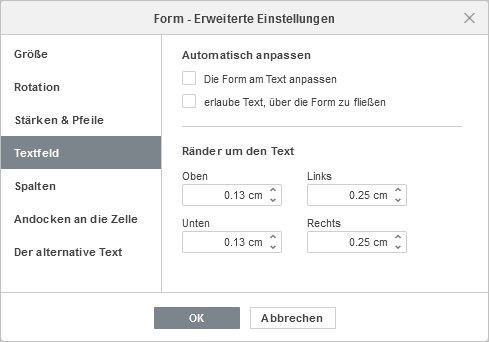 Form - Erweiterte Einstellungen
Größe
Rotation
Stärken & Pfeile
Textfeld
Spalten
Andocken an die Zelle
Der alternative Text
Automatisch anpassen
Die Form am Text anpassen
erlaube Text, über die Form zu fließen
Ränder um den Text
Oben Links
0.13 cm 0.25 cm
Unten Rechts
0.13 cm 0.25 cm
OK Abbrechen